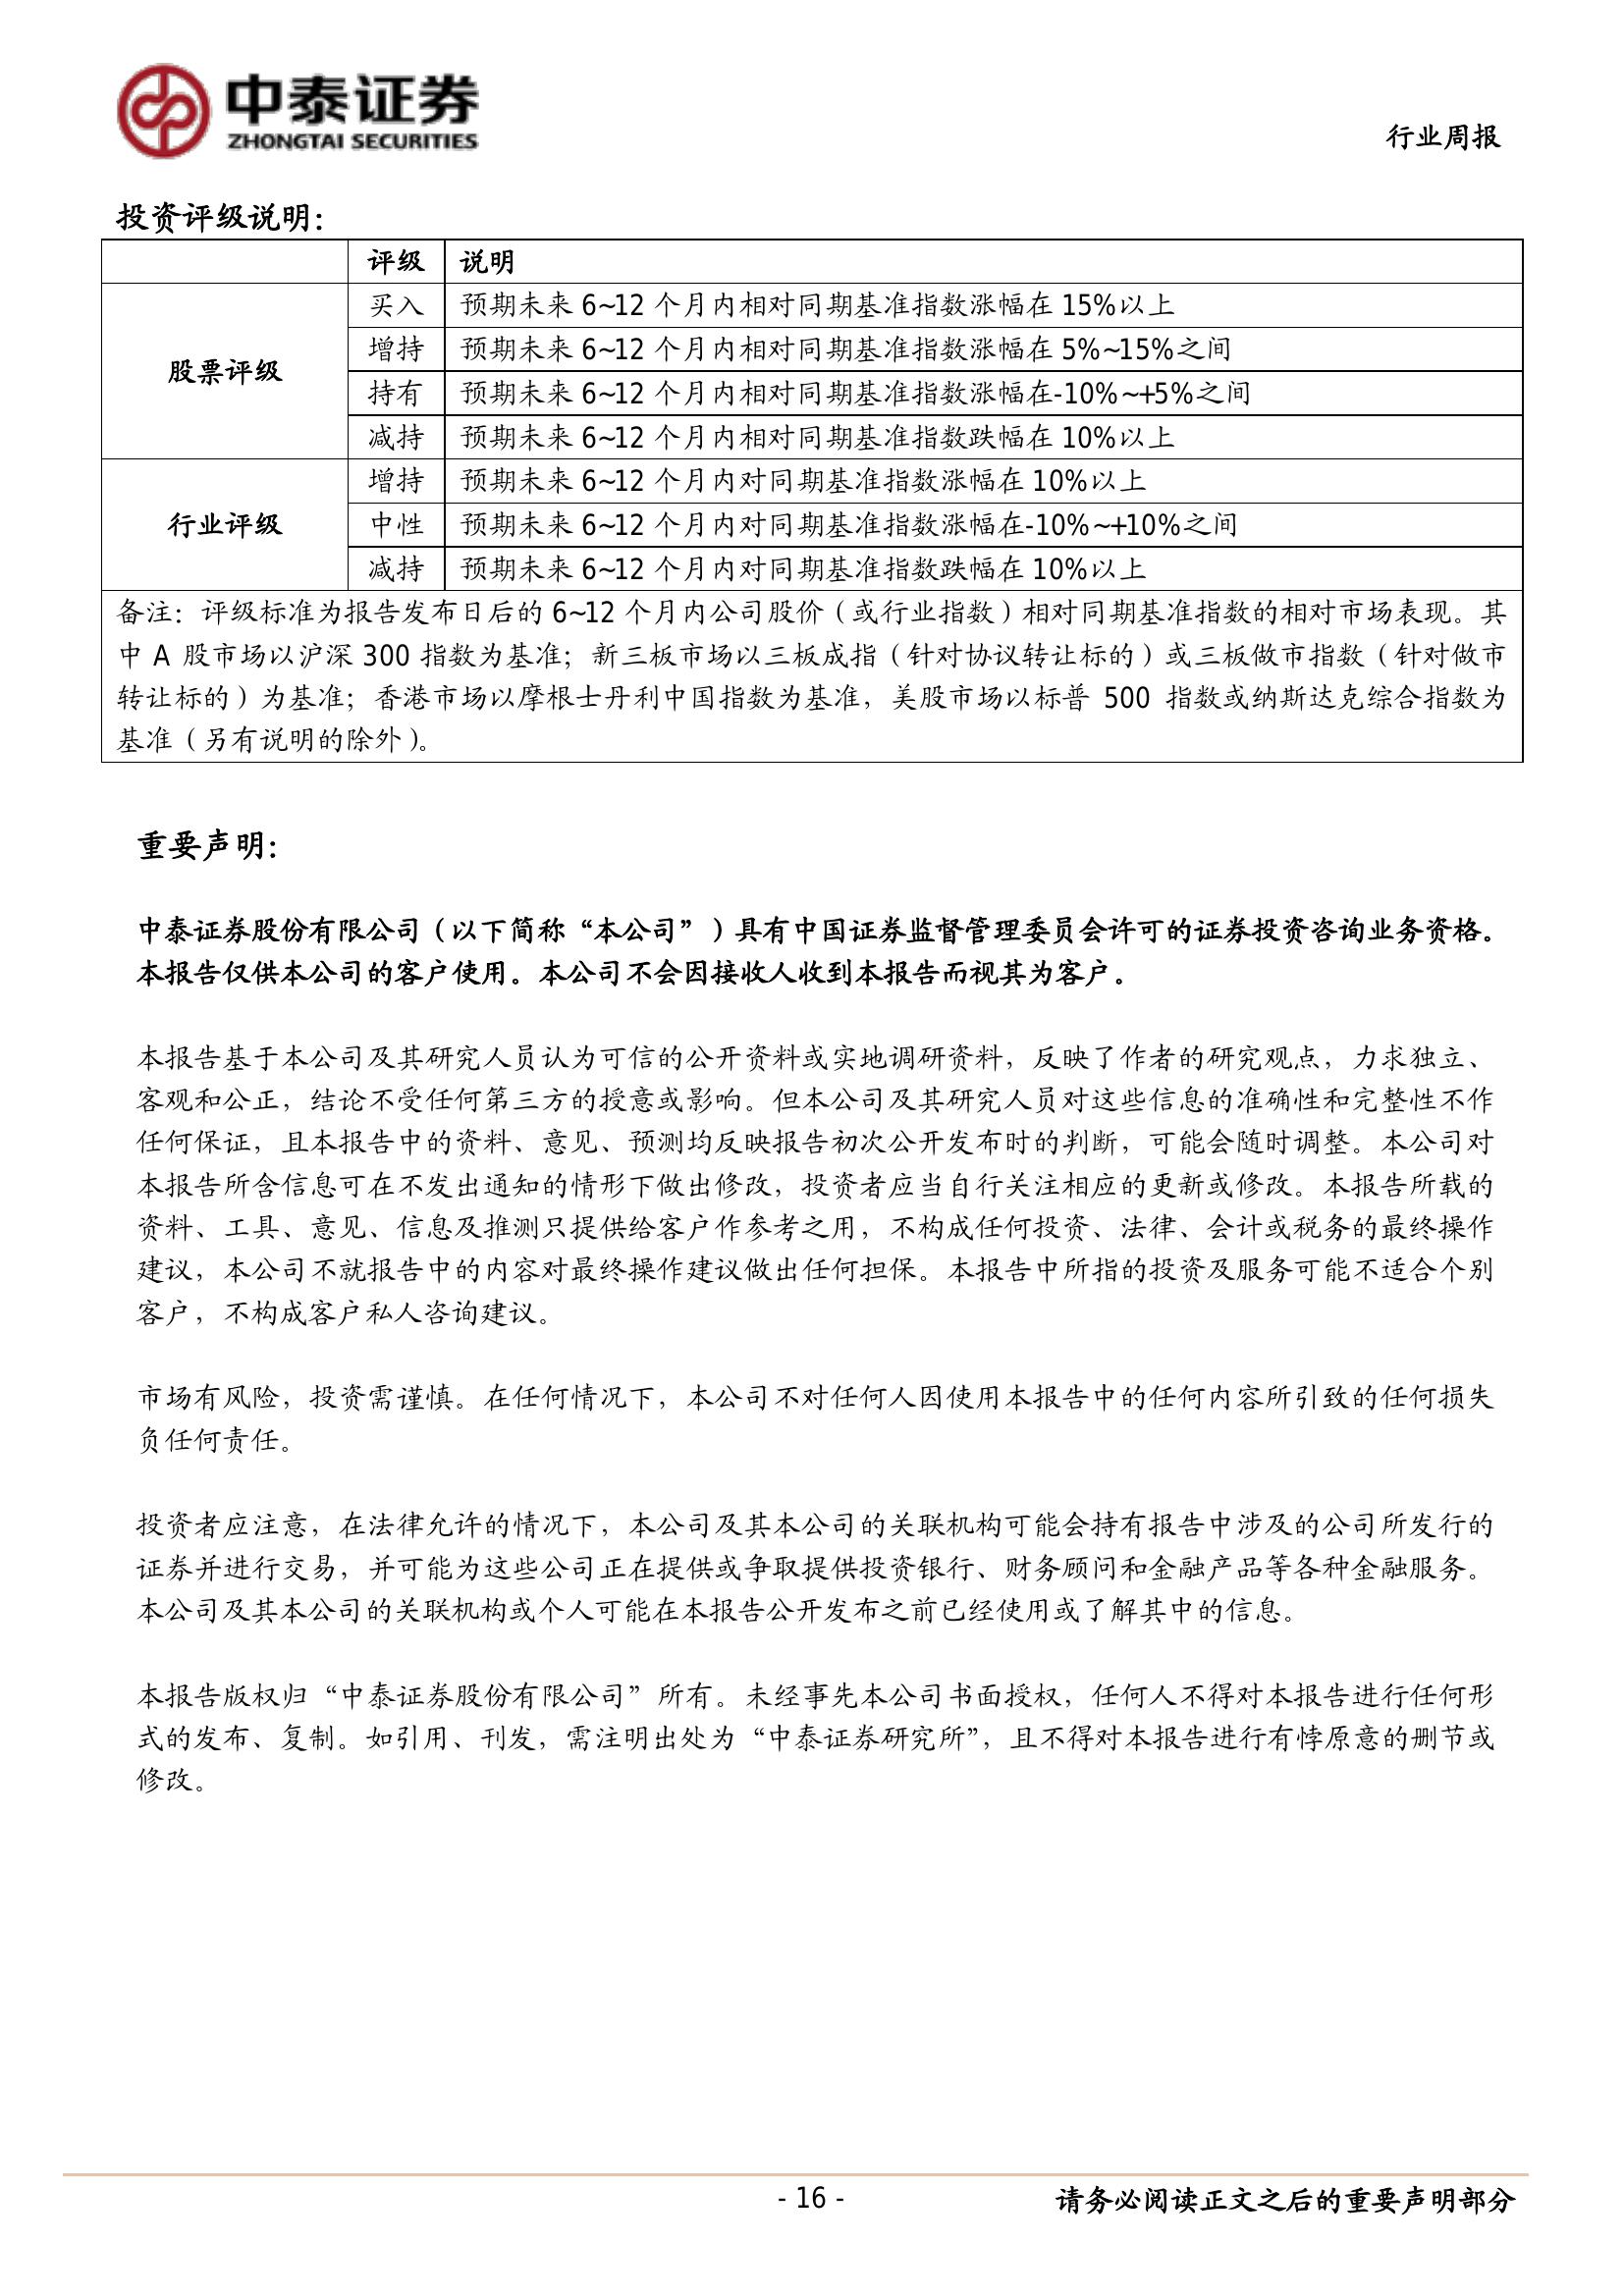 中泰证券
ZHONGTAI SECURITIES
行业周报
投资评级说明：
评级 说明
股票评级
买入 预期未来 6~12 个月内相对同期基准指数涨幅在 15%以上
增持 预期未来 6~12 个月内相对同期基准指数涨幅在 5%~15%之间
持有 预期未来 6~12 个月内相对同期基准指数涨幅在-10%~+5%之间
减持 预期未来 6~12 个月内相对同期基准指数跌幅在 10%以上
行业评级
增持 预期未来 6~12 个月内对同期基准指数涨幅在 10%以上
中性 预期未来 6~12 个月内对同期基准指数涨幅在-10%~+10%之间
减持 预期未来 6~12 个月内对同期基准指数跌幅在 10%以上
备注：评级标准为报告发布日后的 6~12 个月内公司股价（或行业指数）相对同期基准指数的相对市场表现。其
中 A 股市场以沪深 300 指数为基准；新三板市场以三板成指（针对协议转让标的）或三板做市指数（针对做市
转让标的）为基准；香港市场以摩根士丹利中国指数为基准，美股市场以标普 500 指数或纳斯达克综合指数为
基准（另有说明的除外）。
重要声明：
中泰证券股份有限公司（以下简称“本公司”）具有中国证券监督管理委员会许可的证券投资咨询业务资格。
本报告仅供本公司的客户使用。本公司不会因接收人收到本报告而视其为客户。
本报告基于本公司及其研究人员认为可信的公开资料或实地调研资料，反映了作者的研究观点，力求独立、
客观和公正，结论不受任何第三方的授意或影响。但本公司及其研究人员对这些信息的准确性和完整性不作
任何保证，且本报告中的资料、意见、预测均反映报告初次公开发布时的判断，可能会随时调整。本公司对
本报告所含信息可在不发出通知的情形下做出修改，投资者应当自行关注相应的更新或修改。本报告所载的
资料、工具、意见、信息及推测只提供给客户作参考之用，不构成任何投资、法律、会计或税务的最终操作
建议，本公司不就报告中的内容对最终操作建议做出任何担保。本报告中所指的投资及服务可能不适合个别
客户，不构成客户私人咨询建议。
市场有风险，投资需谨慎。在任何情况下，本公司不对任何人因使用本报告中的任何内容所引致的任何损失
负任何责任。
投资者应注意，在法律允许的情况下，本公司及其本公司的关联机构可能会持有报告中涉及的公司所发行的
证券并进行交易，并可能为这些公司正在提供或争取提供投资银行、财务顾问和金融产品等各种金融服务。
本公司及其本公司的关联机构或个人可能在本报告公开发布之前已经使用或了解其中的信息。
本报告版权归“中泰证券股份有限公司”所有。未经事先本公司书面授权，任何人不得对本报告进行任何形
式的发布、复制。如引用、刊发，需注明出处为“中泰证券研究所”，且不得对本报告进行有悖原意的删节或
修改。
- 16 -
请务必阅读正文之后的重要声明部分